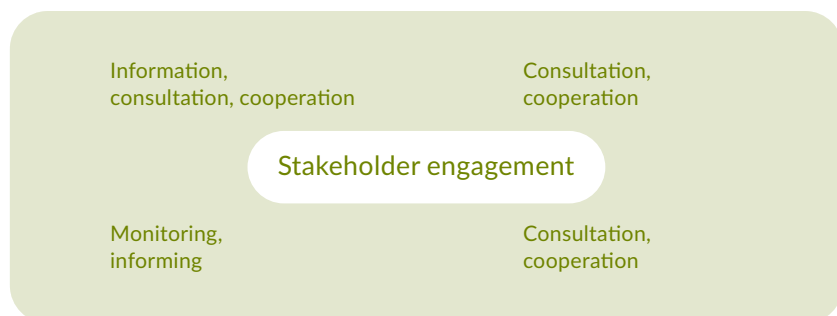 Information,
consultation, cooperation
Consultation,
cooperation
Stakeholder engagement
Monitoring,
informing
Consultation,
cooperation